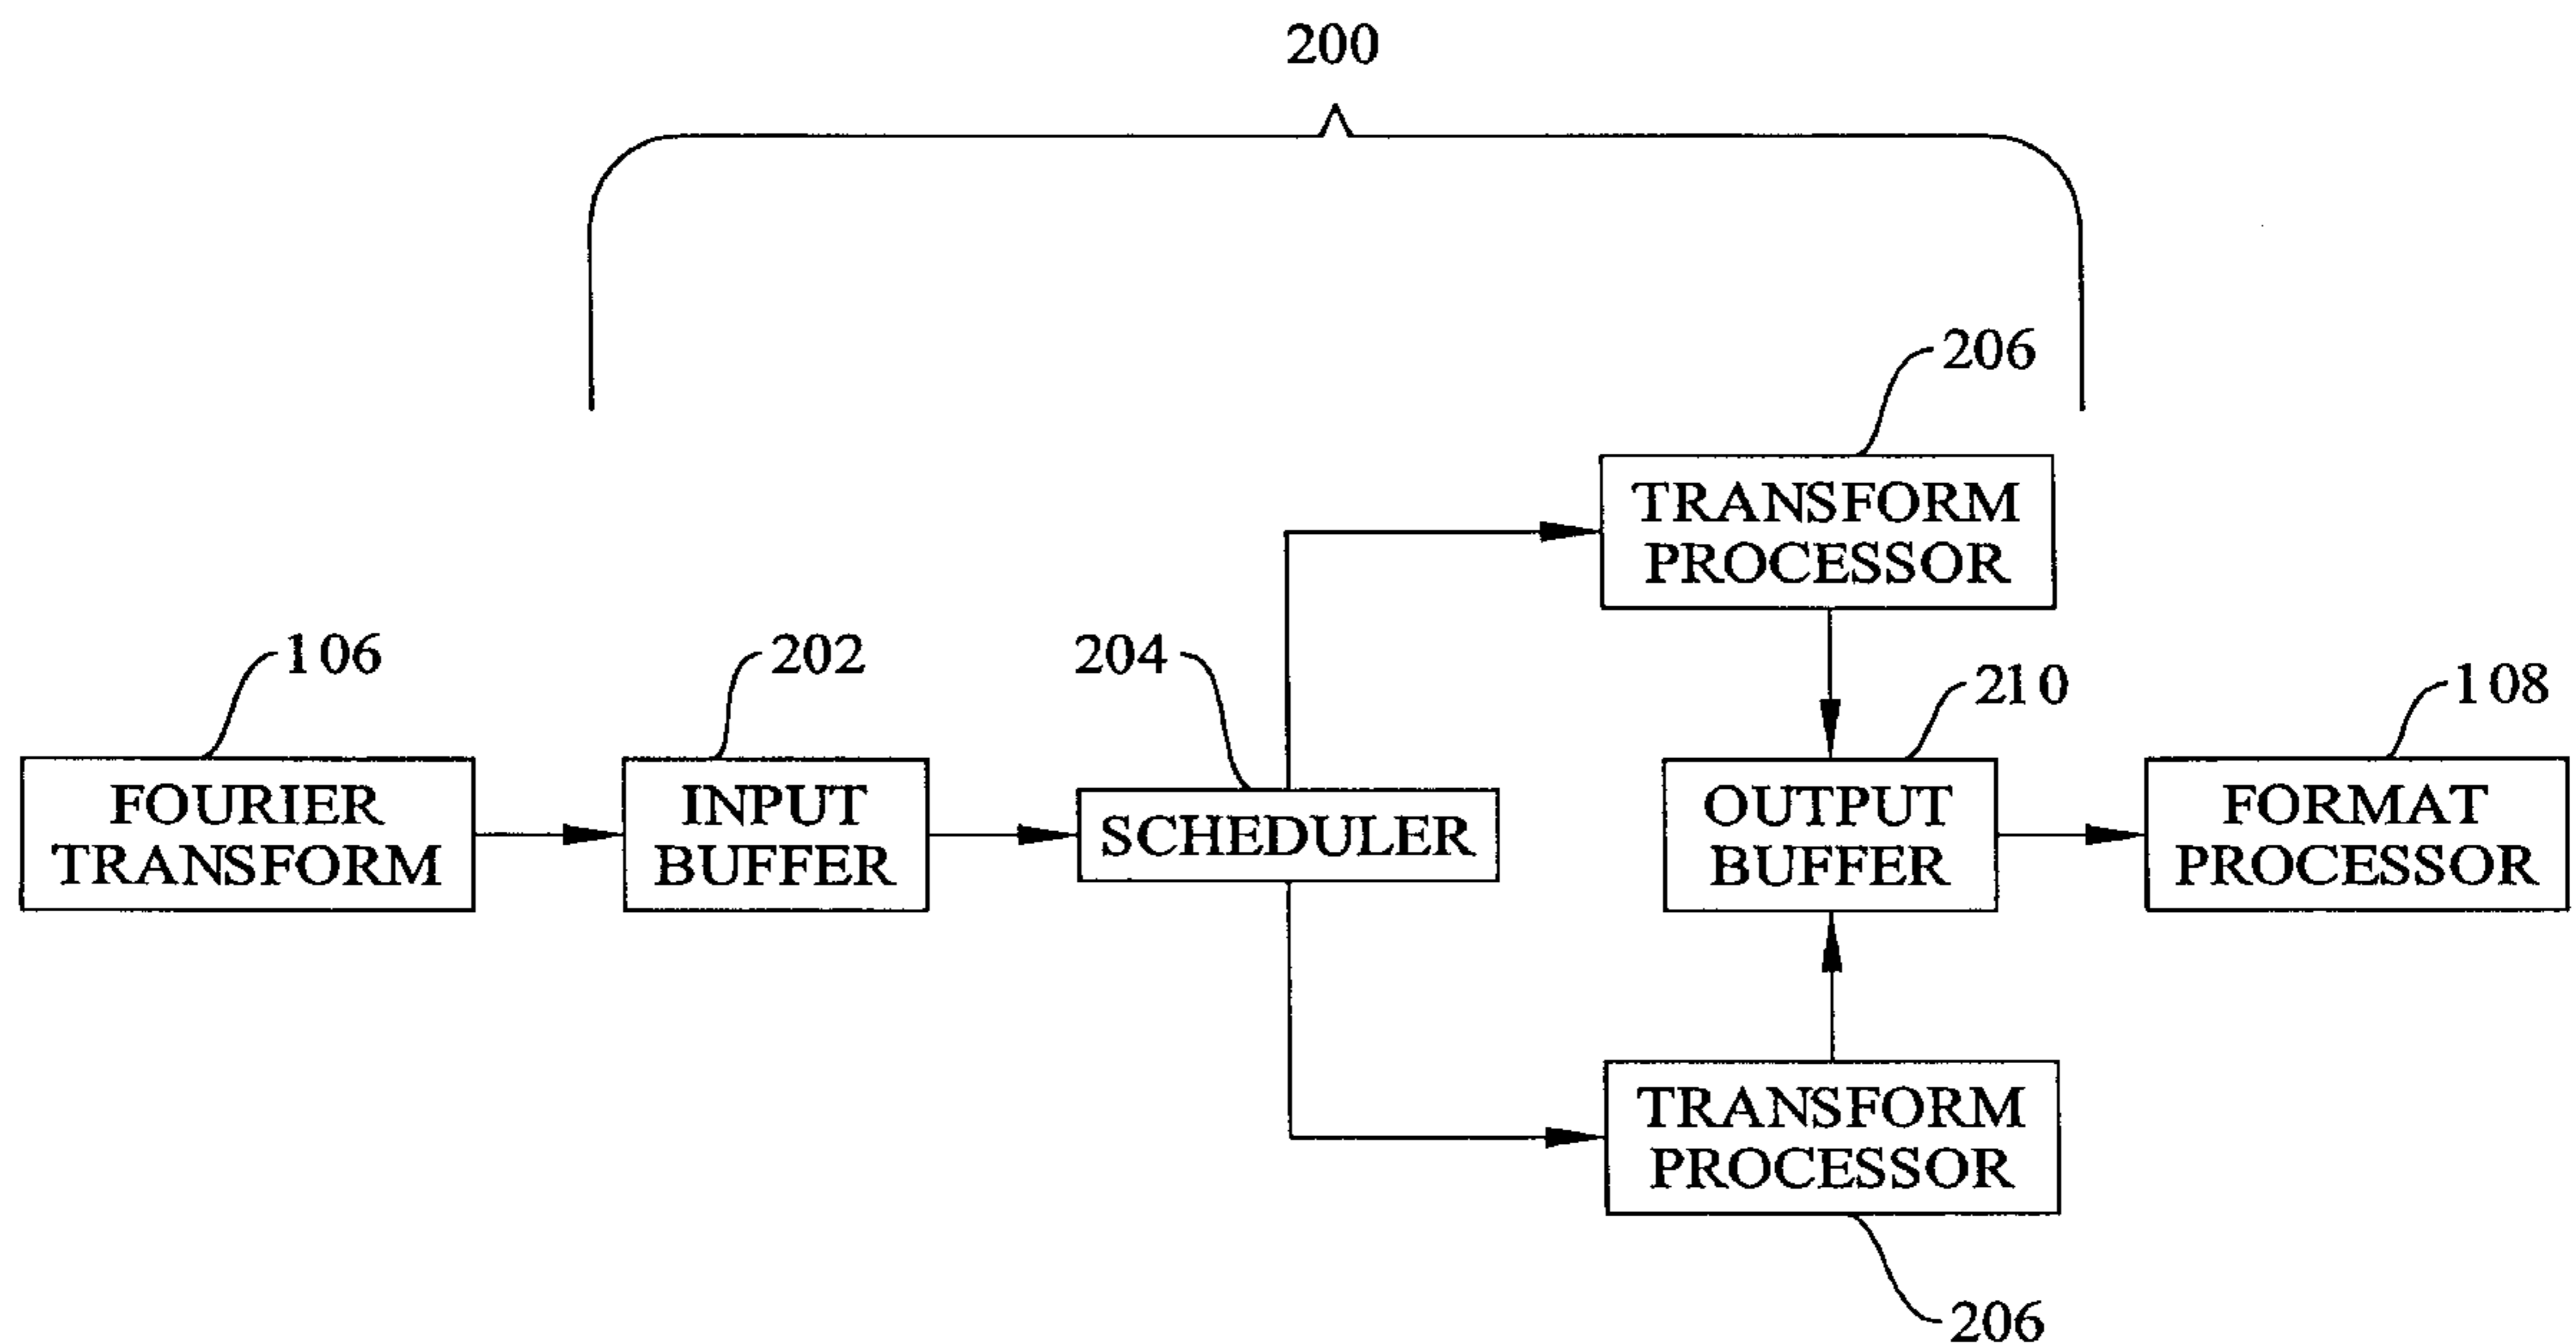 200
206
TRANSFORM
PROCESSOR
106
202
204
210
108
FOURIER
TRANSFORM
INPUT
BUFFER
SCHEDULER
OUTPUT
BUFFER
FORMAT
PROCESSOR
TRANSFORM
PROCESSOR
206